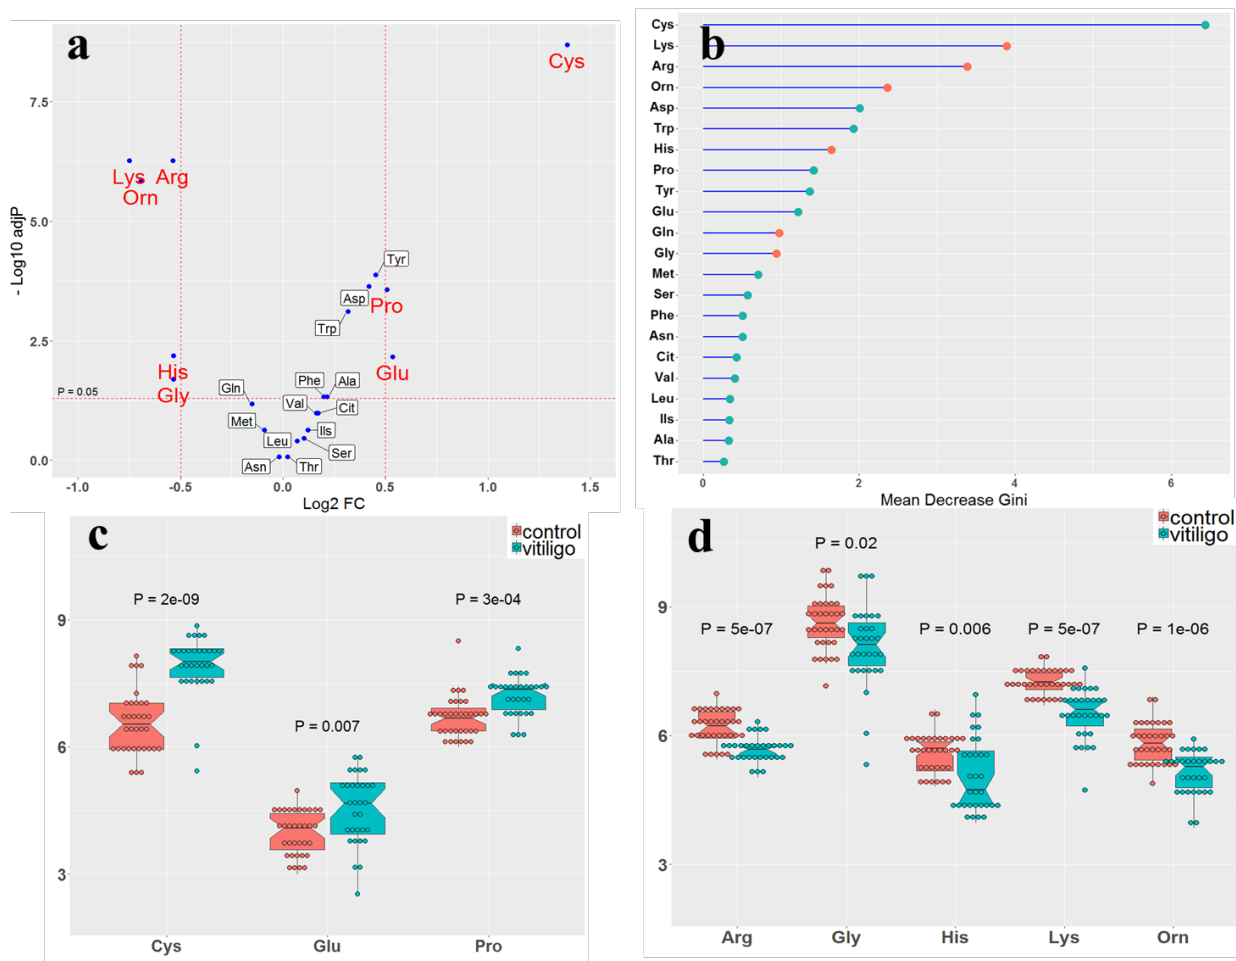 a
- Log10 adjP
7.5
5.0
2.5
0.0
P = 0.05
Cys
Lys
Arg
Orn
Tyr
Asp
Pro
Trp
His
Glu
Gly
Gln
Phe
Ala
Val
Cit
Met
Leu
Ils
Ser
Asn
Thr
-1.0
-0.5
0.0
0.5
1.0
1.5
Log2 FC
b
Cys
Lys
Arg
Orn
Asp
Trp
His
Pro
Tyr
Glu
Gln
Gly
Met
Ser
Phe
Asn
Cit
Val
Leu
Ils
Ala
Thr
0
2
4
6
Mean Decrease Gini
c
control
vitiligo
P = 2e-09
P = 3e-04
P = 0.007
9
6
3
Cys
Glu
Pro
d
control
vitiligo
P = 0.02
P = 5e-07
P = 0.006
P = 5e-07
P = 1e-06
9
6
3
Arg
Gly
His
Lys
Orn